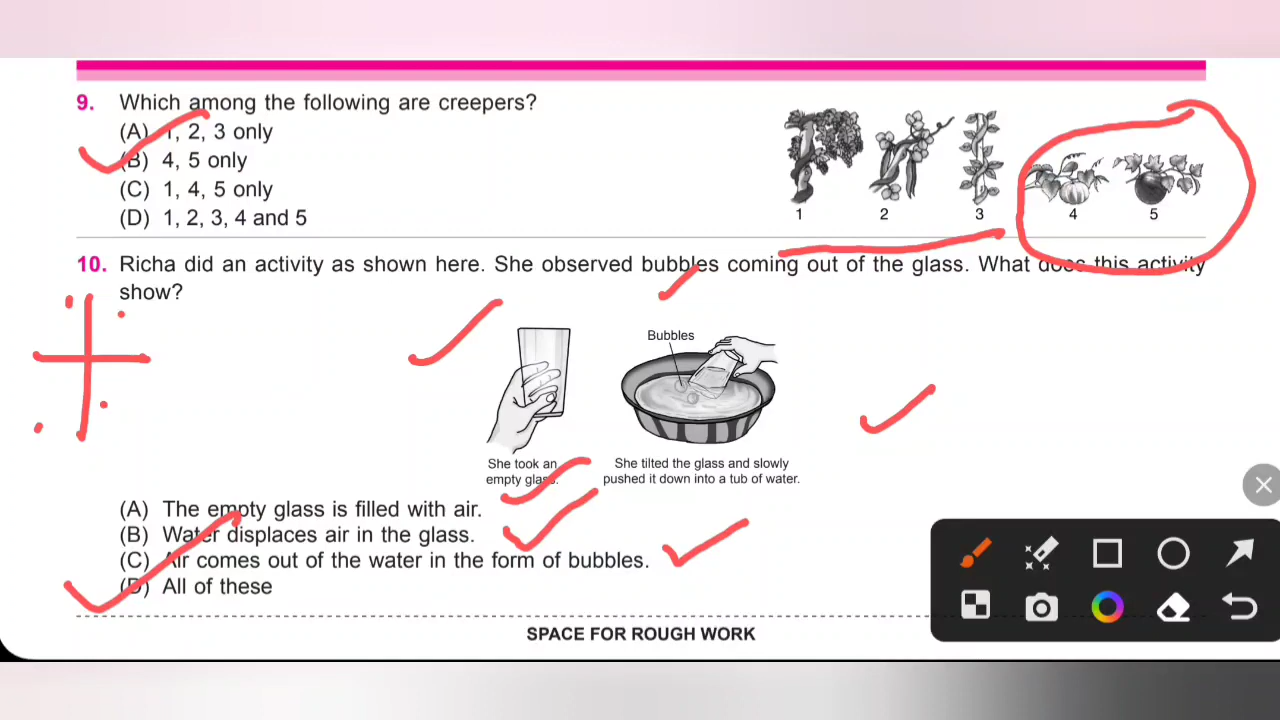 9. Which among the following are creepers?
(A) 1, 2, 3 only
(B) 4, 5 only
(C) 1, 4, 5 only
(D) 1, 2, 3, 4 and 5
1 2 3 4 5
10. Richa did an activity as shown here. She observed bubbles coming out of the glass. What does this activity
show?
Bubbles
She took an
empty glass.
She tilted the glass and slowly
pushed it down into a tub of water.
(A) The empty glass is filled with air.
(B) Water displaces air in the glass.
(C) Air comes out of the water in the form of bubbles.
(D) All of these
SPACE FOR ROUGH WORK